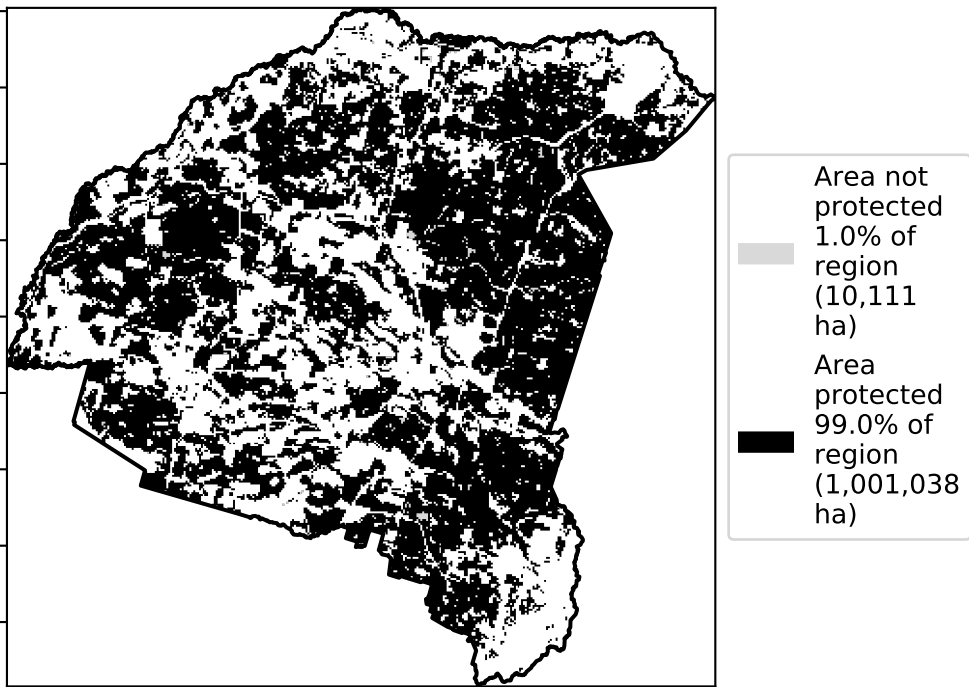 Area not
protected
1.0% of
region
(10,111
ha)
Area
protected
99.0% of
region
(1,001,038
ha)